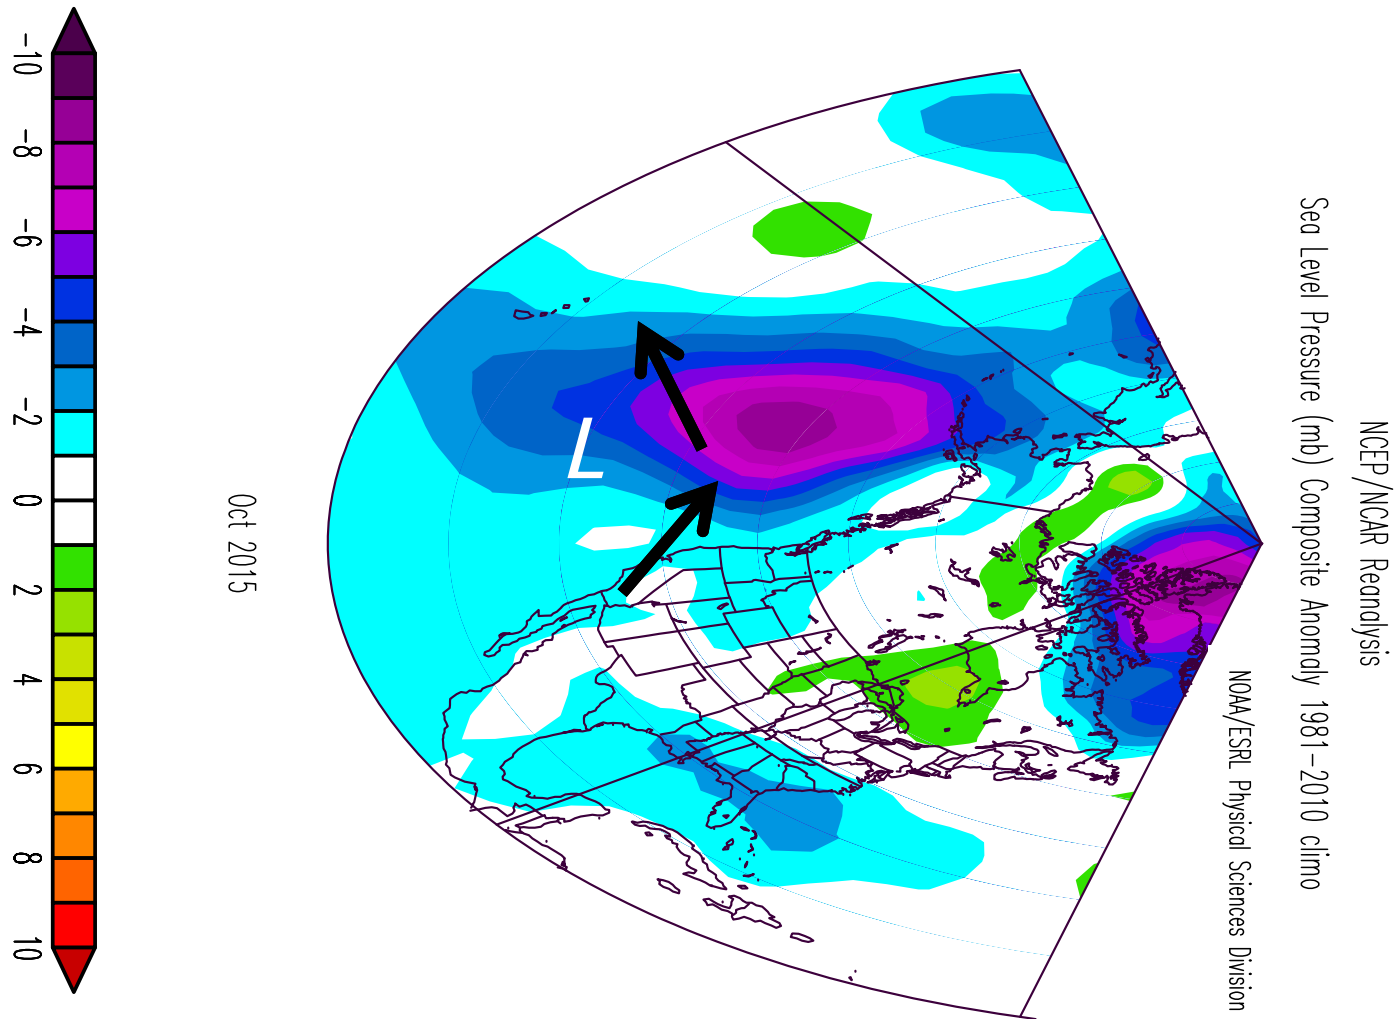 NCEP/NCAR Reanalysis
Sea Level Pressure (mb) Composite Anomaly 1981-2010 climo
NOAA/ESRL Physical Sciences Division
L
Oct 2015
-10 -8 -6 -4 -2 0 2 4 6 8 10